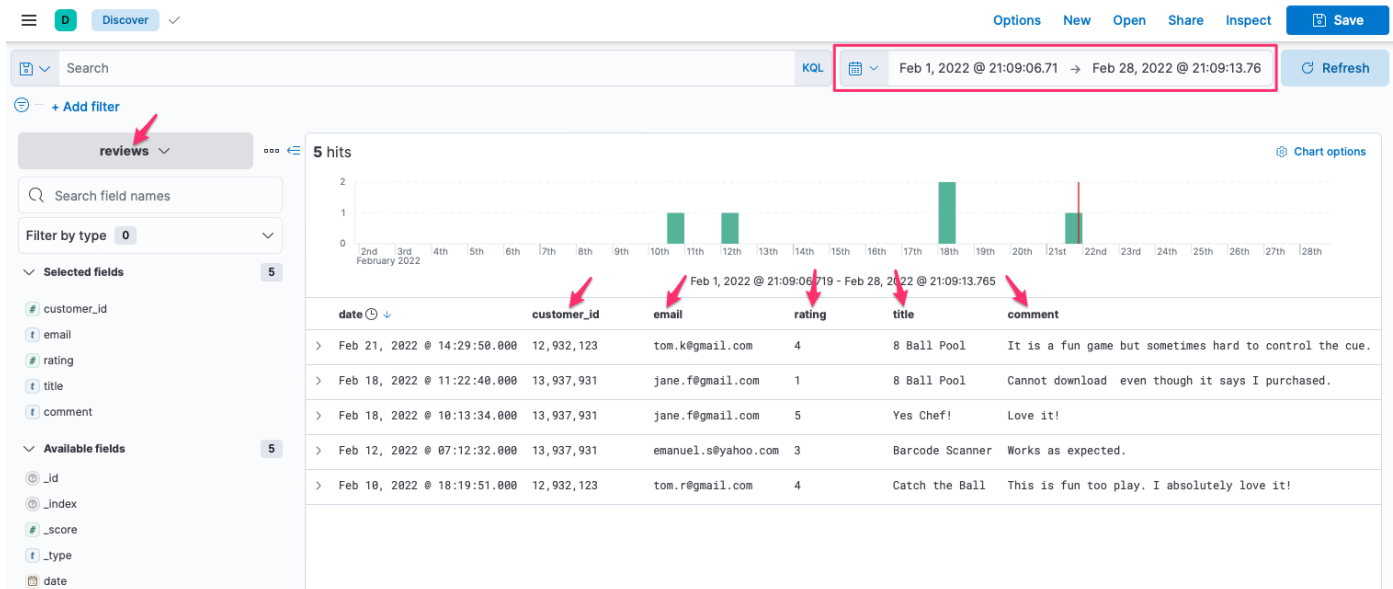 D Discover Options New Open Share Inspect Save
Search KQL Feb 1, 2022 @ 21:09:06.71 → Feb 28, 2022 @ 21:09:13.76 Refresh
+ Add filter
reviews
Search field names
Filter by type 0
Selected fields 5
# customer_id
t email
# rating
t title
t comment
Available fields 5
? _id
? _index
# _score
t _type
date
5 hits Chart options
2
1
0
2nd 3rd 4th 5th 6th 7th 8th 9th 10th 11th 12th 13th 14th 15th 16th 17th 18th 19th 20th 21st 22nd 23rd 24th 25th 26th 27th 28th
February 2022
Feb 1, 2022 @ 21:09:06.719 - Feb 28, 2022 @ 21:09:13.765
date customer_id email rating title comment
Feb 21, 2022 @ 14:29:50.000 12,932,123 tom.k@gmail.com 4 8 Ball Pool It is a fun game but sometimes hard to control the cue.
Feb 18, 2022 @ 11:22:40.000 13,937,931 jane.f@gmail.com 1 8 Ball Pool Cannot download even though it says I purchased.
Feb 18, 2022 @ 10:13:34.000 13,937,931 jane.f@gmail.com 5 Yes Chef! Love it!
Feb 12, 2022 @ 07:12:32.000 13,937,931 emanuel.s@yahoo.com 3 Barcode Scanner Works as expected.
Feb 10, 2022 @ 18:19:51.000 12,932,123 tom.r@gmail.com 4 Catch the Ball This is fun too play. I absolutely love it!